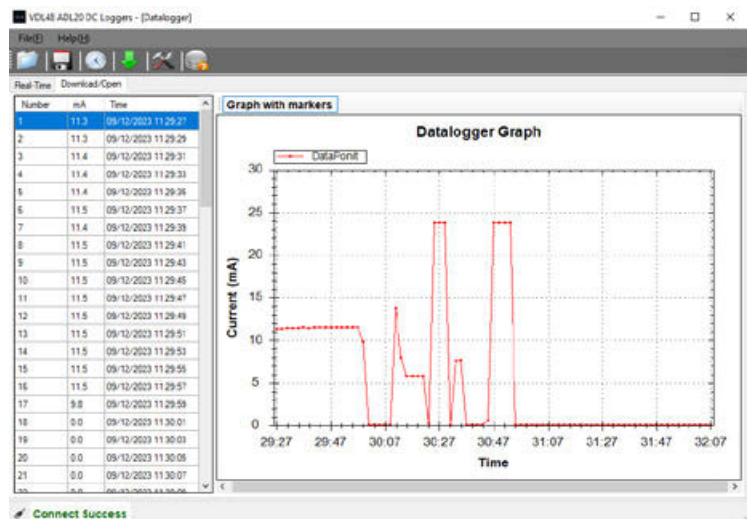 VDL48 ADL20 DC Loggers - [Datalogger]
File(F) Help(H)
Real-Time Download/Open
Number mA Time
1 11.3 09/12/2023 11:29:27
2 11.3 09/12/2023 11:29:29
3 11.4 09/12/2023 11:29:31
4 11.4 09/12/2023 11:29:33
5 11.4 09/12/2023 11:29:35
6 11.5 09/12/2023 11:29:37
7 11.4 09/12/2023 11:29:39
8 11.5 09/12/2023 11:29:41
9 11.5 09/12/2023 11:29:43
10 11.5 09/12/2023 11:29:45
11 11.5 09/12/2023 11:29:47
12 11.5 09/12/2023 11:29:49
13 11.5 09/12/2023 11:29:51
14 11.5 09/12/2023 11:29:53
15 11.5 09/12/2023 11:29:55
16 11.5 09/12/2023 11:29:57
17 9.8 09/12/2023 11:29:59
18 0.0 09/12/2023 11:30:01
19 0.0 09/12/2023 11:30:03
20 0.0 09/12/2023 11:30:05
21 0.0 09/12/2023 11:30:07
Graph with markers
Datalogger Graph
DataPonit
Current (mA)
30
25
20
15
10
5
0
29:27 29:47 30:07 30:27 30:47 31:07 31:27 31:47 32:07
Time
Connect Success